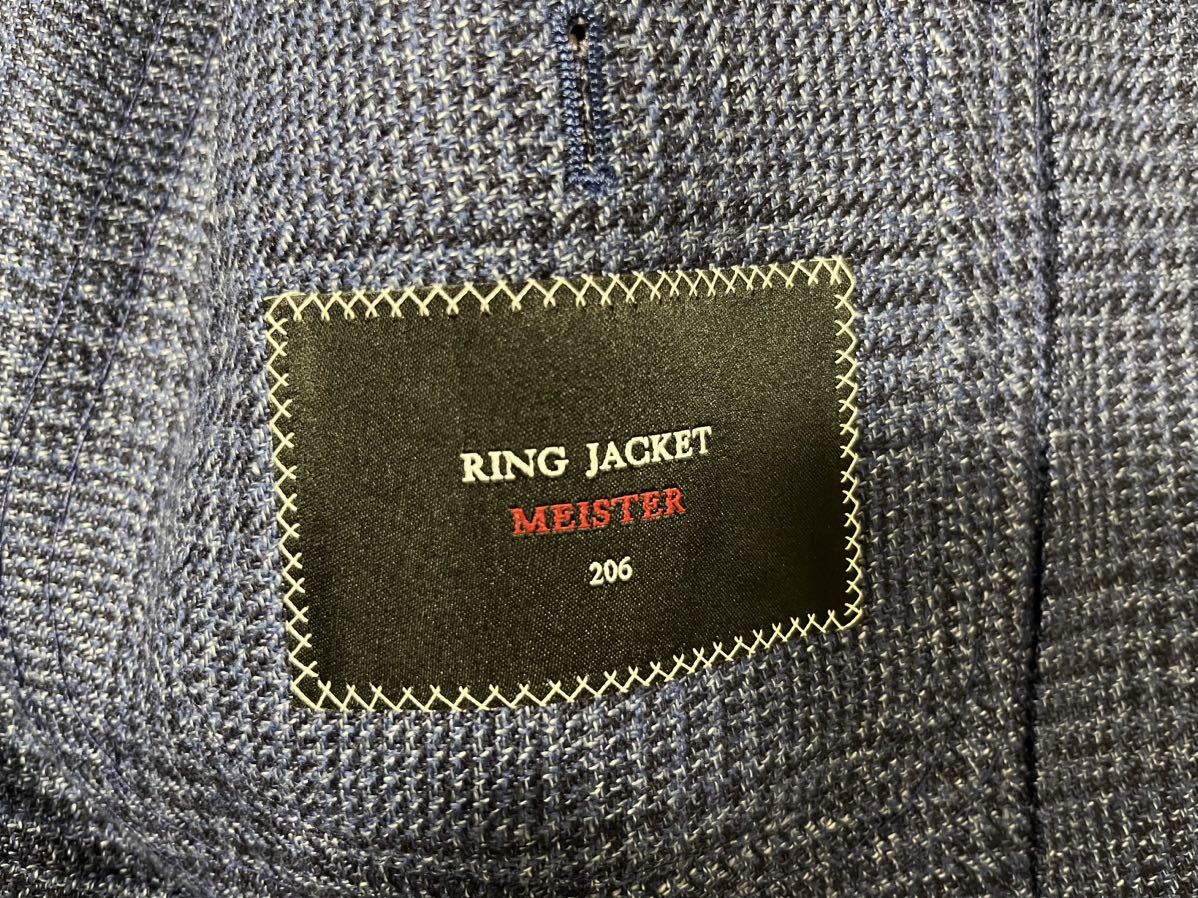 RING JACKET
MEISTER
206